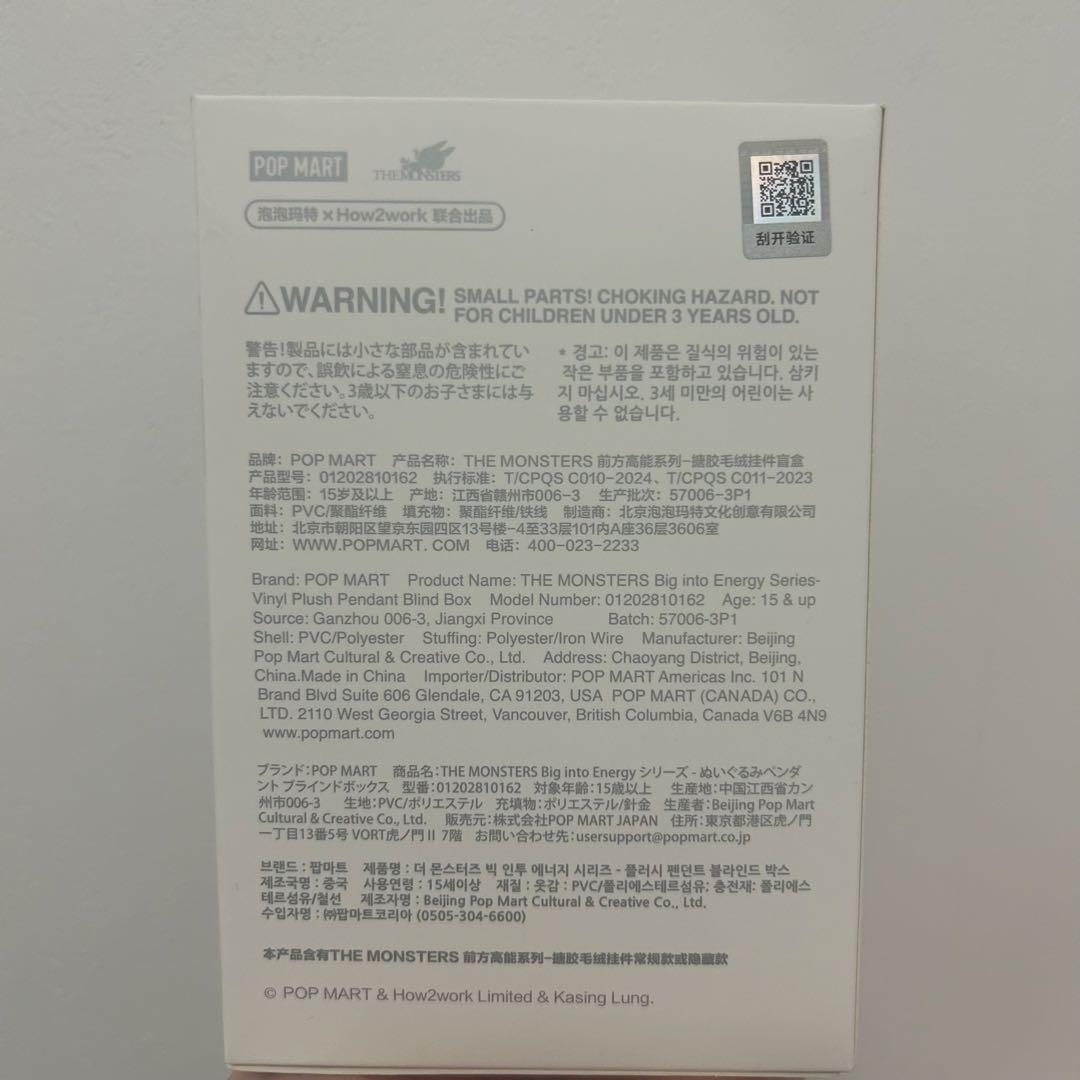 POP MART
THE MONSTERS
泡泡玛特×How2work 联合出品
刮开验证
WARNING! SMALL PARTS! CHOKING HAZARD. NOT
FOR CHILDREN UNDER 3 YEARS OLD.
警告!製品には小さな部品が含まれてい
ますので、誤飲による窒息の危険性にご
注意ください。3歳以下のお子さまには与
えないでください。
* 경고: 이 제품은 질식의 위험이 있는
작은 부품을 포함하고 있습니다. 삼키
지 마십시오. 3세 미만의 어린이는 사
용할 수 없습니다.
品牌：POP MART 产品名称：THE MONSTERS 前方高能系列-搪胶毛绒挂件盲盒
产品型号：01202810162 执行标准：T/CPQS C010-2024、T/CPQS C011-2023
年龄范围：15岁及以上 产地：江西省赣州市006-3 生产批次：57006-3P1
面料：PVC/聚酯纤维 填充物：聚酯纤维/铁线 制造商：北京泡泡玛特文化创意有限公司
地址：北京市朝阳区望京东园四区13号楼-4至33层101内A座36层3606室
网址：WWW.POPMART. COM 电话：400-023-2233
Brand: POP MART Product Name: THE MONSTERS Big into Energy Series-
Vinyl Plush Pendant Blind Box Model Number: 01202810162 Age: 15 & up
Source: Ganzhou 006-3, Jiangxi Province Batch: 57006-3P1
Shell: PVC/Polyester Stuffing: Polyester/Iron Wire Manufacturer: Beijing
Pop Mart Cultural & Creative Co., Ltd. Address: Chaoyang District, Beijing,
China.Made in China Importer/Distributor: POP MART Americas Inc. 101 N
Brand Blvd Suite 606 Glendale, CA 91203, USA POP MART (CANADA) CO.,
LTD. 2110 West Georgia Street, Vancouver, British Columbia, Canada V6B 4N9
www.popmart.com
ブランド:POP MART 商品名:THE MONSTERS Big into Energy シリーズ - ぬいぐるみペンダ
ント ブラインドボックス 型番:01202810162 対象年齢:15歳以上 生産地:中国江西省カン
州市006-3 生地:PVC/ポリエステル 充填物:ポリエステル/針金 生産者:Beijing Pop Mart
Cultural & Creative Co., Ltd. 販売元:株式会社POP MART JAPAN 住所:東京都港区虎ノ門
一丁目13番5号 VORT虎ノ門Ⅱ 7階 お問い合わせ先:usersupport@popmart.co.jp
브랜드 : 팝마트 제품명 : 더 몬스터즈 빅 인투 에너지 시리즈 - 플러시 펜던트 블라인드 박스
제조국명 : 중국 사용연령 : 15세이상 재질 : 옷감 : PVC/폴리에스테르섬유; 충전재: 폴리에스
테르섬유/철선 제조자명 : Beijing Pop Mart Cultural & Creative Co., Ltd.
수입자명 : ㈜팝마트코리아 (0505-304-6600)
本产品含有THE MONSTERS 前方高能系列-搪胶毛绒挂件常规款或隐藏款
© POP MART & How2work Limited & Kasing Lung.